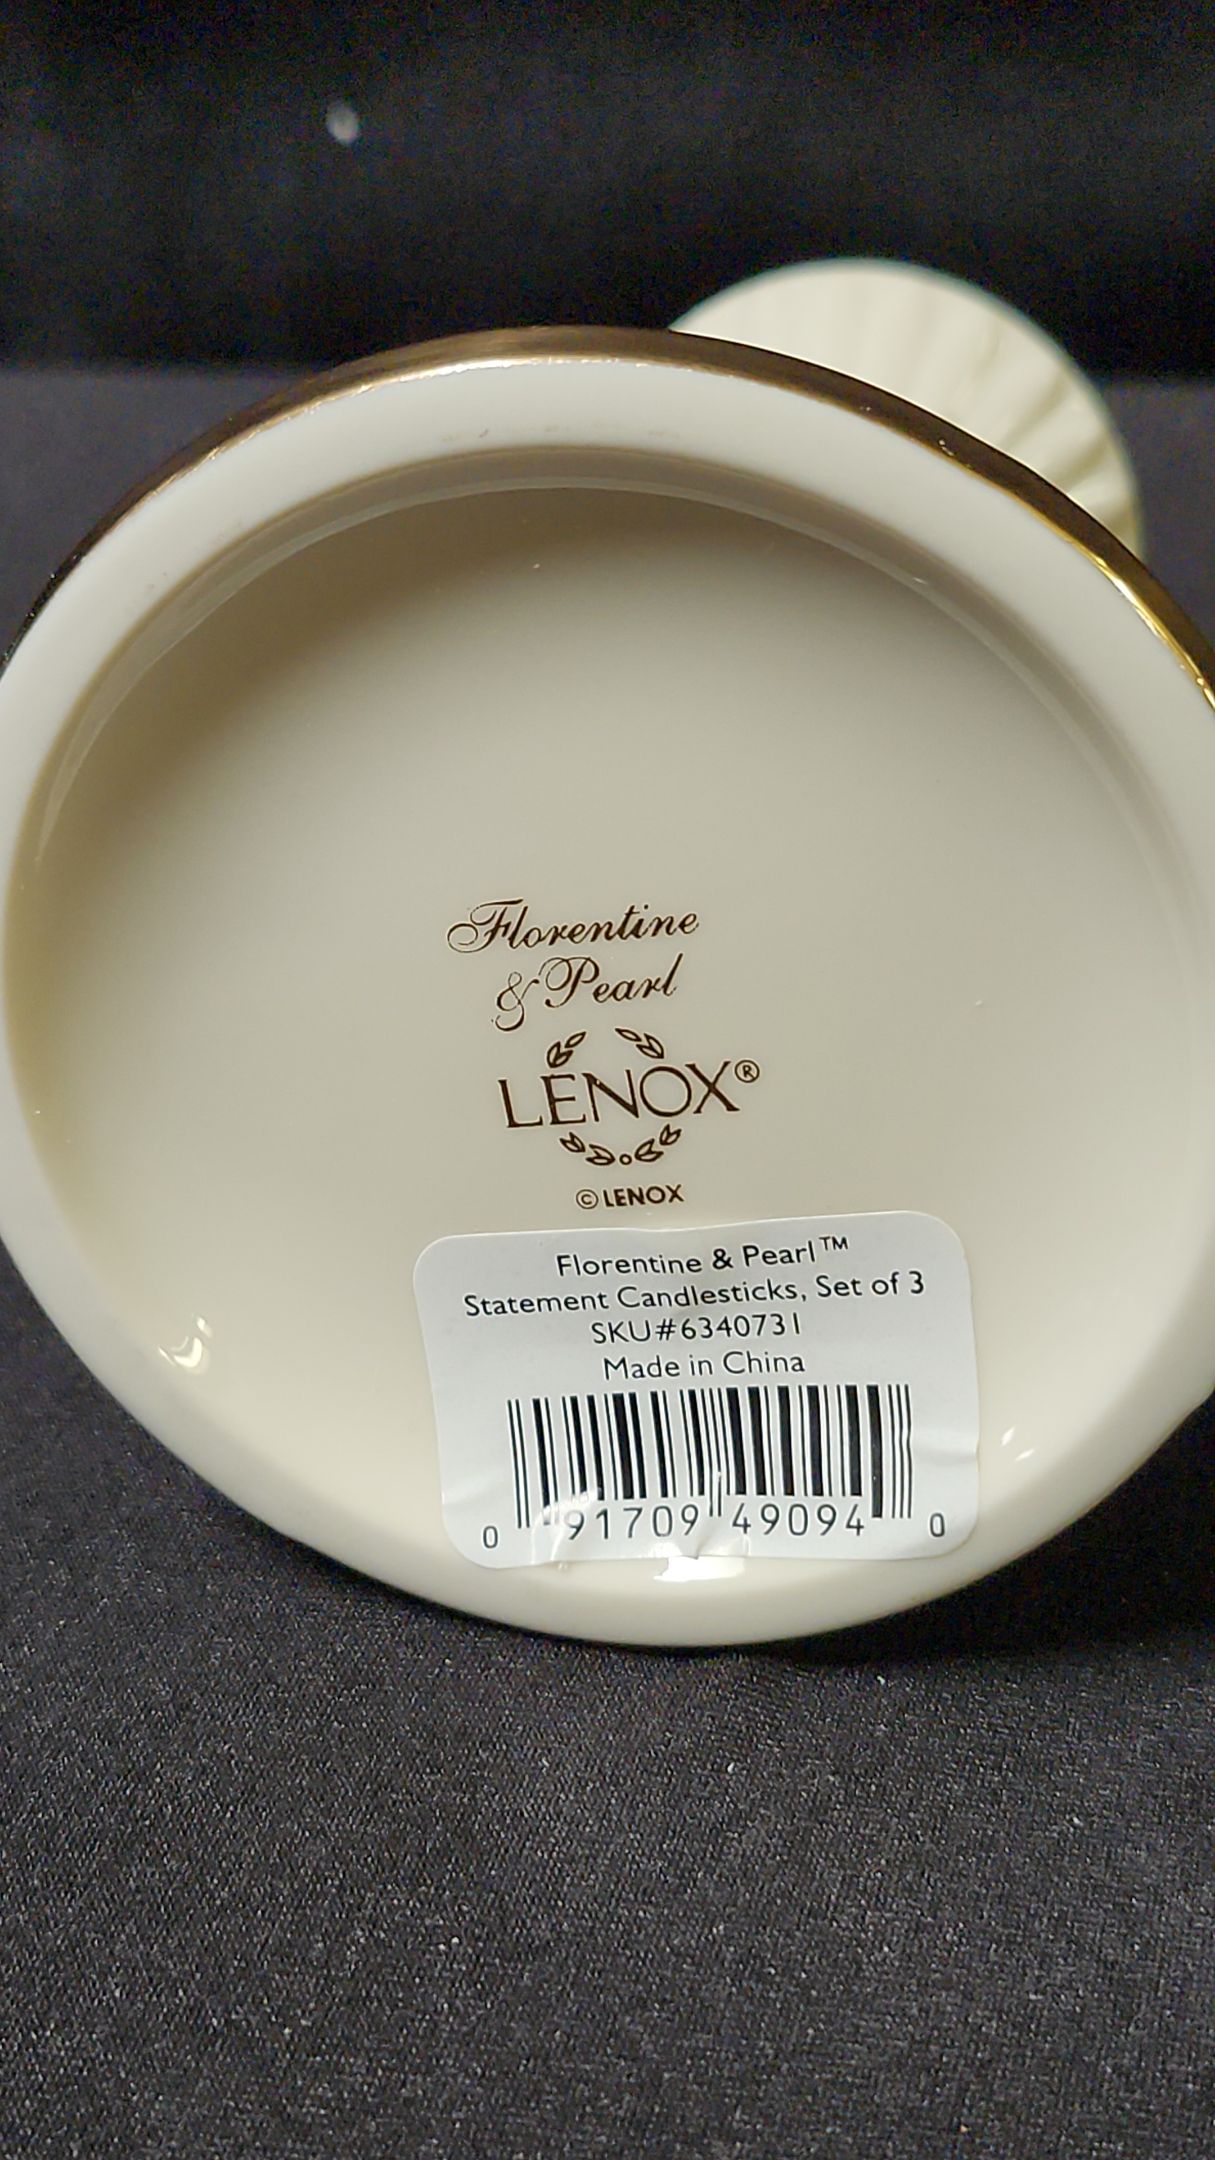 Florentine
& Pearl
LENOX®
© LENOX
Florentine & Pearl™
Statement Candlesticks, Set of 3
SKU#6340731
Made in China
0 91709 49094 0